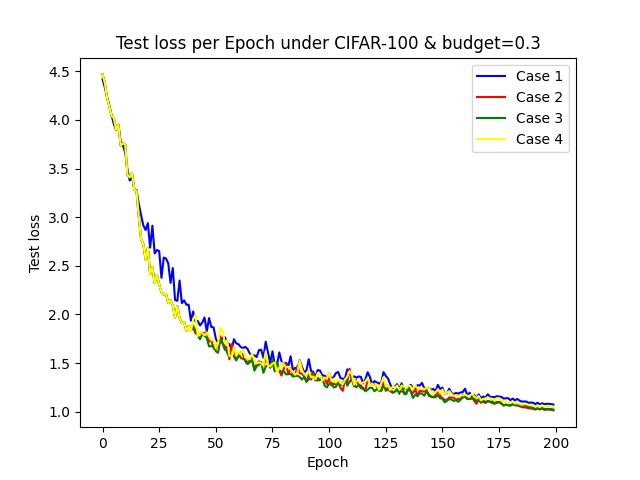 Test loss per Epoch under CIFAR-100 & budget=0.3
Case 1
Case 2
Case 3
Case 4
Test loss
4.5
4.0
3.5
3.0
2.5
2.0
1.5
1.0
0 25 50 75 100 125 150 175 200
Epoch